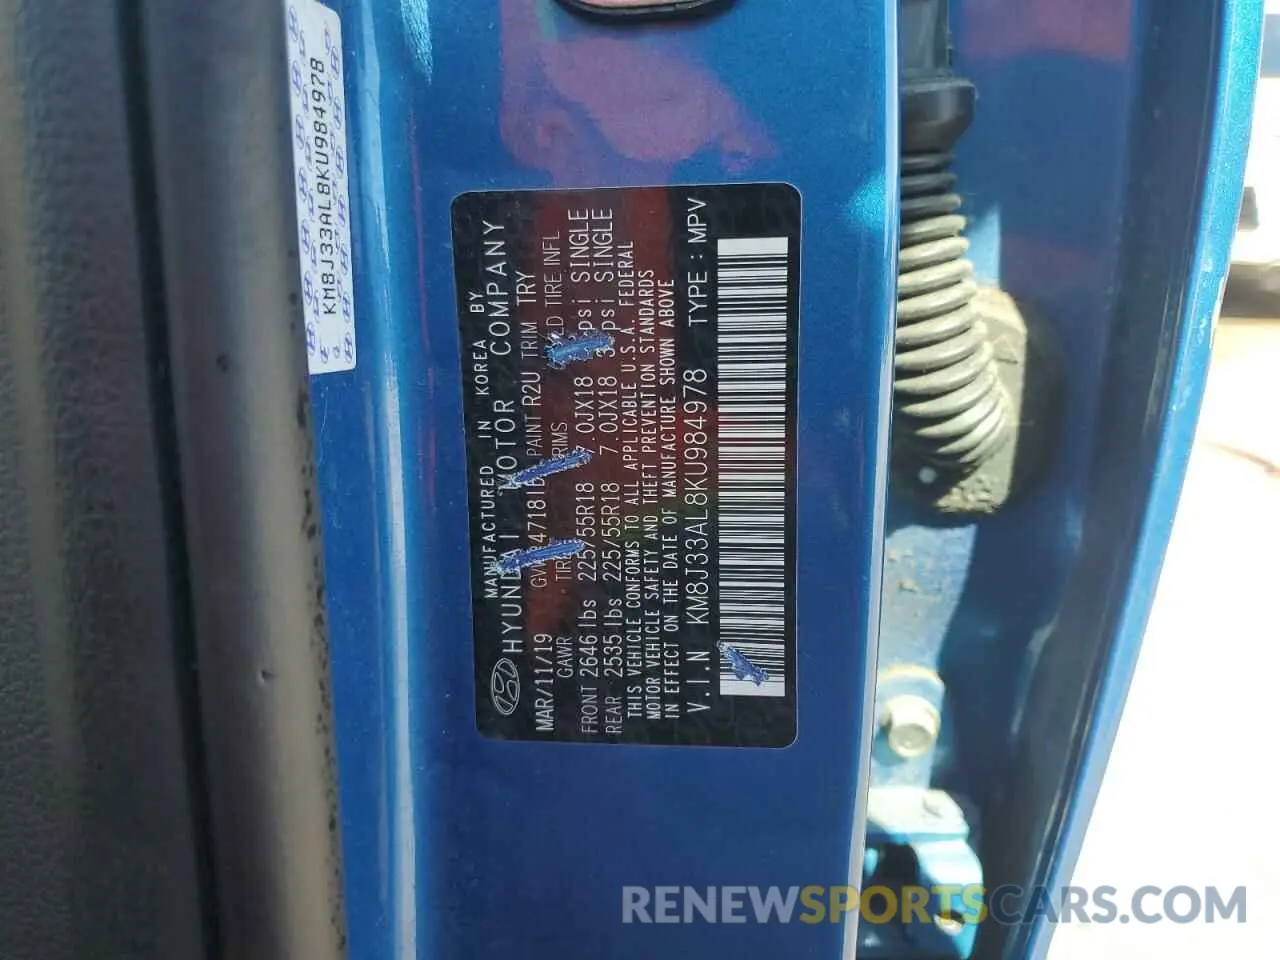 KM8J33AL8KU984978
MANUFACTURED IN KOREA BY
HYUNDAI MOTOR COMPANY
MAR/11/19 4718 PAINT R2U TRIM TRY
GAWR RIMS TIRE INFL
FRONT 2646 lbs 225/55R18 7.0JX18 psi SINGLE
REAR 2535 lbs 225/55R18 7.0JX18 psi SINGLE
THIS VEHICLE CONFORMS TO ALL APPLICABLE U.S.A. FEDERAL
MOTOR VEHICLE SAFETY AND THEFT PREVENTION STANDARDS
IN EFFECT ON THE DATE OF MANUFACTURE SHOWN ABOVE
V.I.N KM8J33AL8KU984978 TYPE : MPV
RENEWSPORTSCARS.COM